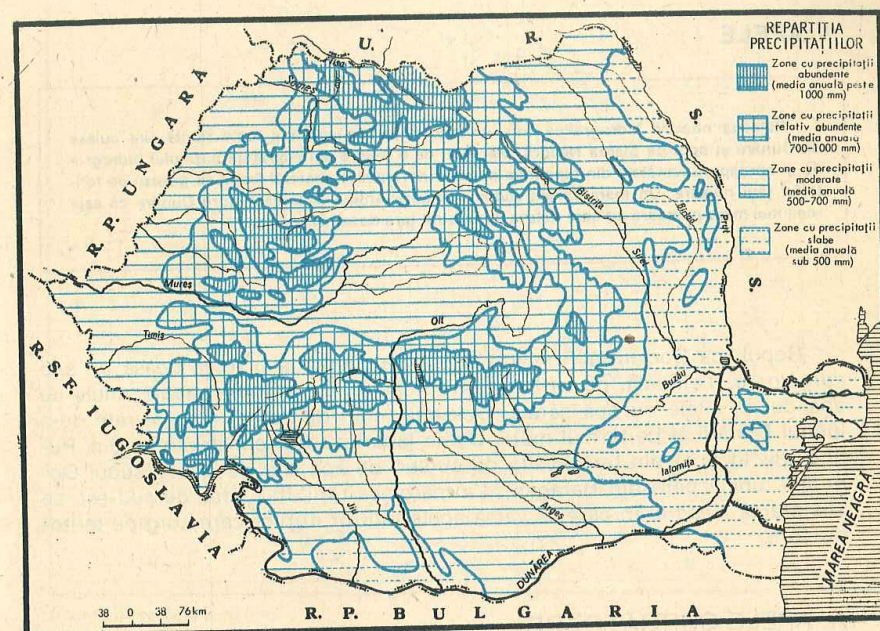 REPARTIȚIA
PRECIPITAȚIILOR
Zone cu precipitații
abundente
(media anuală peste
1000 mm)
Zone cu precipitații
relativ abundente
(media anuală
700-1000 mm)
Zone cu precipitații
moderate
(media anuală
500-700 mm)
Zone cu precipitații
slabe
(media anuală
sub 500 mm)
U. R. S. S.
R. P. UNGARĂ
R. S. F. IUGOSLAVIA
R. P. BULGARIA
MAREA NEAGRĂ
Tisa
Someș
Bistrița
Bîrlad
Prut
Siret
Mureș
Timiș
Olt
Buzău
Ialomița
Jiu
Argeș
DUNĂREA
38 0 38 76 km